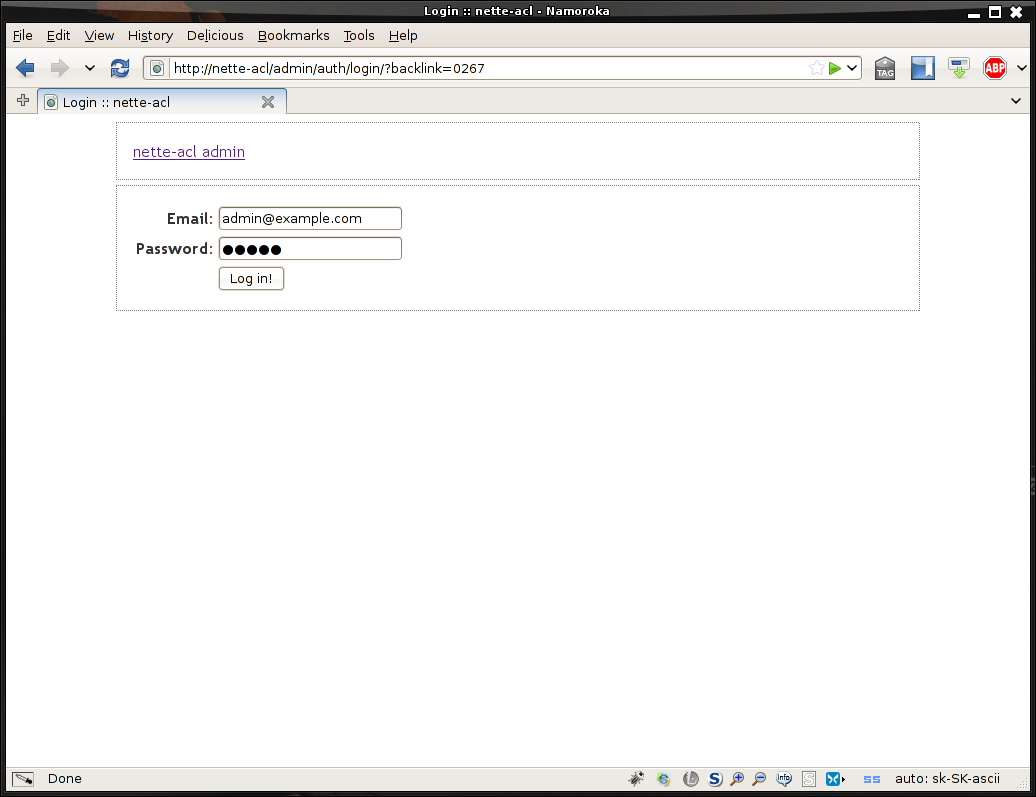 Login :: nette-acl - Namoroka
File Edit View History Delicious Bookmarks Tools Help
http://nette-acl/admin/auth/login/?backlink=0267
TAG
ABP
Login :: nette-acl
nette-acl admin
Email: admin@example.com
Password: ●●●●●
Log in!
Done
info
auto: sk-SK-ascii